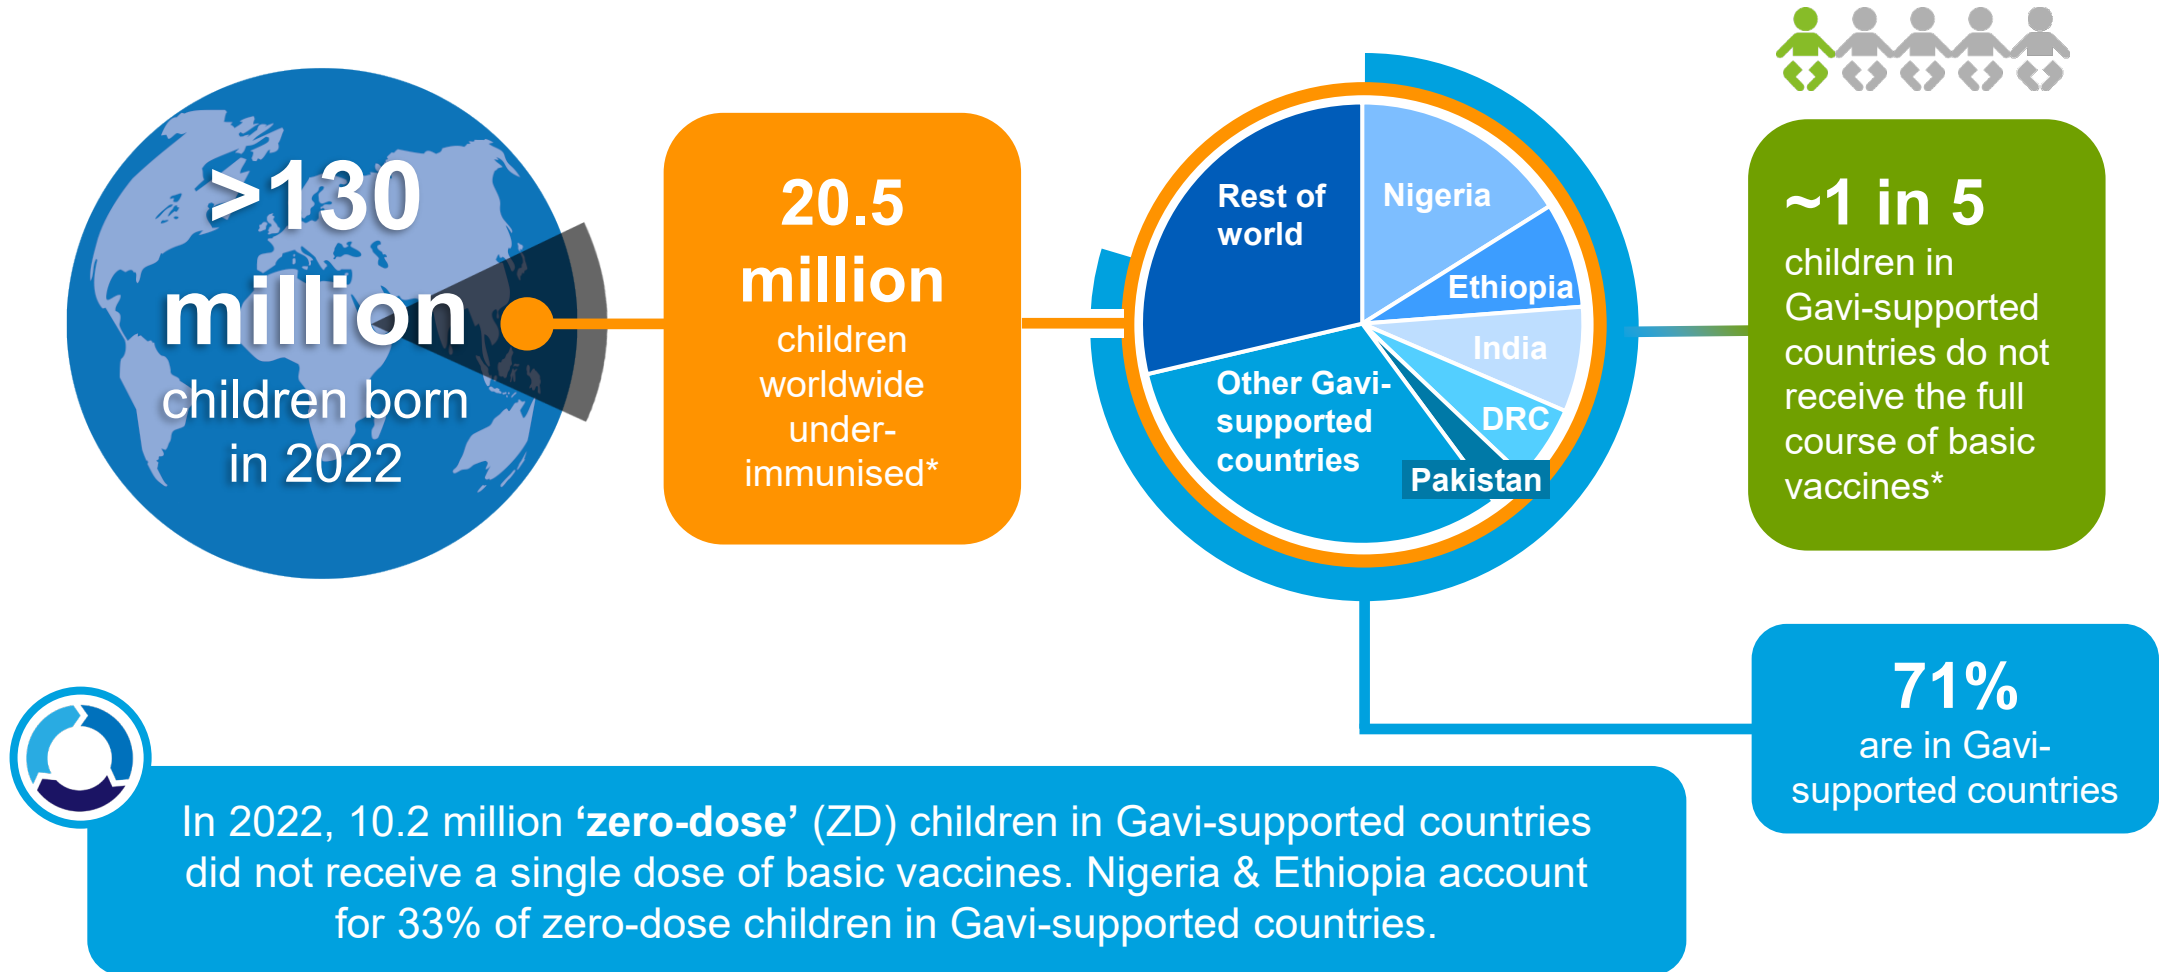 >130
million
children born
in 2022
20.5
million
children
worldwide
under-
immunised*
Rest of
world
Nigeria
Ethiopia
India
DRC
Pakistan
Other Gavi-
supported
countries
~1 in 5
children in
Gavi-supported
countries do not
receive the full
course of basic
vaccines*
71%
are in Gavi-
supported countries
In 2022, 10.2 million ‘zero-dose’ (ZD) children in Gavi-supported countries
did not receive a single dose of basic vaccines. Nigeria & Ethiopia account
for 33% of zero-dose children in Gavi-supported countries.